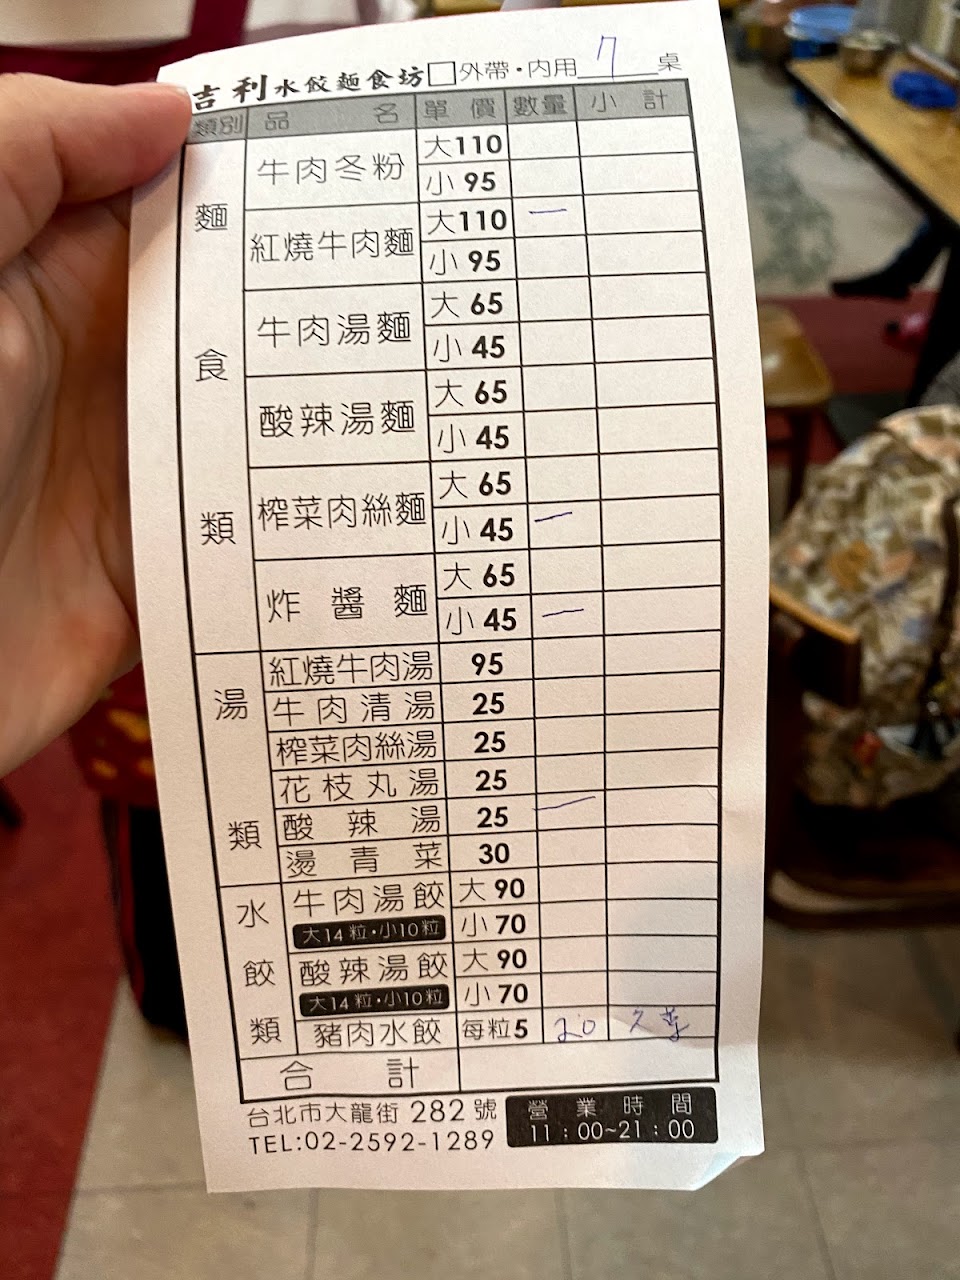 吉利水餃麵食坊 □外帶·內用 7 桌
類別 品名 單價 數量 小計
麵食類
牛肉冬粉 大110
小95
紅燒牛肉麵 大110 一
小95
牛肉湯麵 大65
小45
酸辣湯麵 大65
小45
榨菜肉絲麵 大65
小45 一
炸醬麵 大65
小45 一
湯類
紅燒牛肉湯 95
牛肉清湯 25
榨菜肉絲湯 25
花枝丸湯 25
酸辣湯 25 一
燙青菜 30
水餃類
牛肉湯餃 大90
大14粒·小10粒 小70
酸辣湯餃 大90
大14粒·小10粒 小70
豬肉水餃 每粒5 20
合計
台北市大龍街282號 營業時間
TEL:02-2592-1289 11:00~21:00